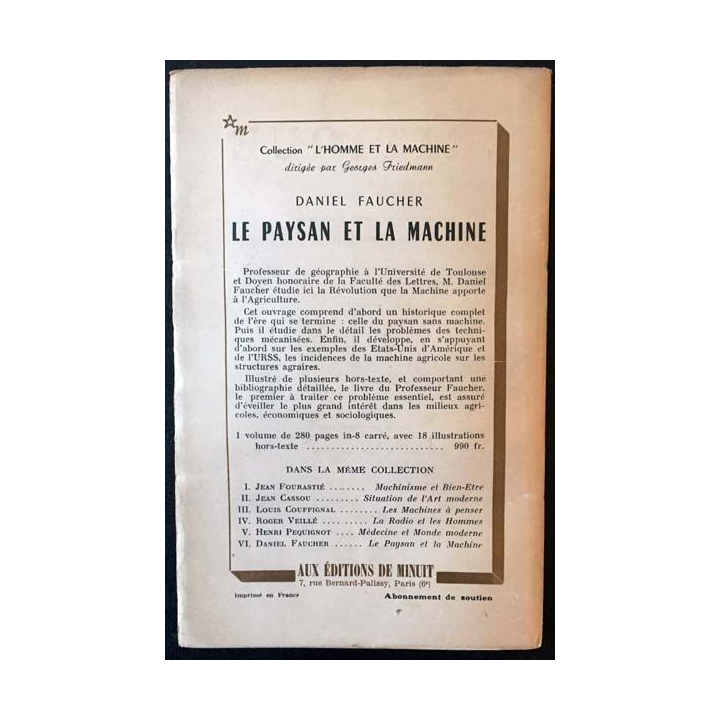 m
Collection "L'HOMME ET LA MACHINE"
dirigée par Georges Friedmann
DANIEL FAUCHER
LE PAYSAN ET LA MACHINE
Professeur de géographie à l'Université de Toulouse
et Doyen honoraire de la Faculté des Lettres, M. Daniel
Faucher étudie ici la Révolution que la Machine apporte
à l'Agriculture.
Cet ouvrage comprend d'abord un historique complet
de l'ère qui se termine : celle du paysan sans machine.
Puis il étudie dans le détail les problèmes des techni-
ques mécanisées. Enfin, il développe, en s'appuyant
d'abord sur les exemples des Etats-Unis d'Amérique et
de l'URSS, les incidences de la machine agricole sur les
structures agraires.
Illustré de plusieurs hors-texte, et comportant une
bibliographie détaillée, le livre du Professeur Faucher,
le premier à traiter ce problème essentiel, est assuré
d'éveiller le plus grand intérêt dans les milieux agri-
coles, économiques et sociologiques.
1 volume de 280 pages in-8 carré, avec 18 illustrations
hors-texte ........................... 990 fr.
DANS LA MÊME COLLECTION
I. JEAN FOURASTIÉ ........ Machinisme et Bien-Etre
II. JEAN CASSOU ......... Situation de l'Art moderne
III. LOUIS COUFFIGNAL ........ Les Machines à penser
IV. ROGER VEILLÉ .... ..... La Radio et les Hommes
V. HENRI PEQUIGNOT .... Médecine et Monde moderne
VI. DANIEL FAUCHER ...... Le Paysan et la Machine
AUX ÉDITIONS DE MINUIT
7, rue Bernard-Palissy, Paris (6e)
Imprimé en France Abonnement de soutien